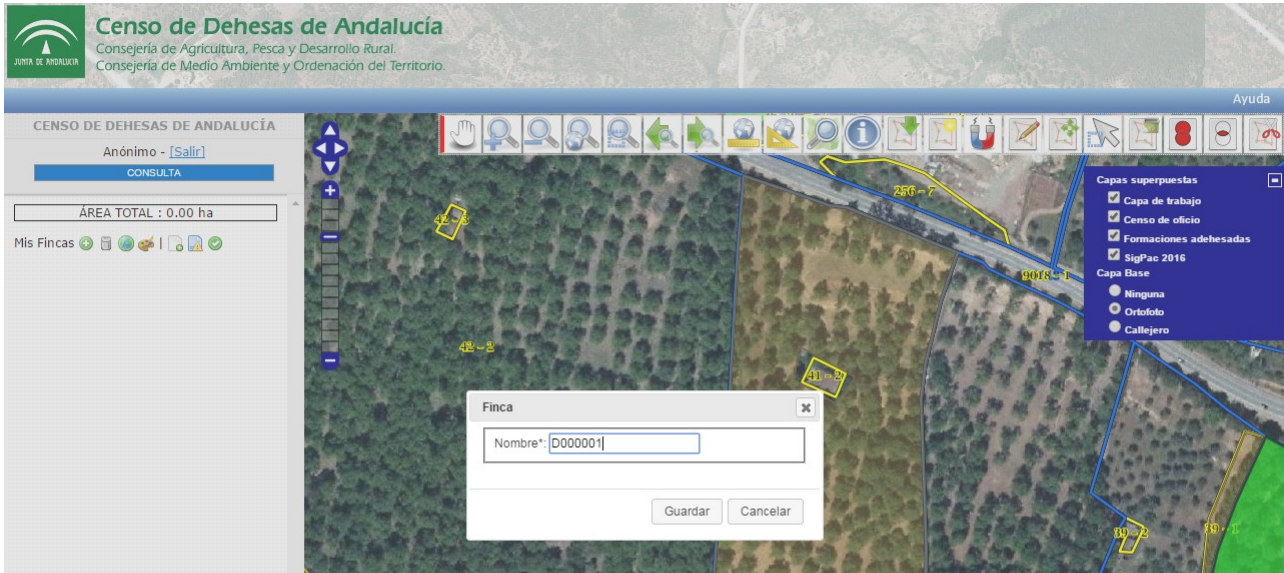 Censo de Dehesas de Andalucía
Consejería de Agricultura, Pesca y Desarrollo Rural.
Consejería de Medio Ambiente y Ordenación del Territorio.
JUNTA DE ANDALUCIA
Ayuda
CENSO DE DEHESAS DE ANDALUCÍA
Anónimo - [Salir]
CONSULTA
ÁREA TOTAL : 0.00 ha
Mis Fincas
Capas superpuestas
Capa de trabajo
Censo de oficio
Formaciones adehesadas
SigPac 2016
Capa Base
Ninguna
Ortofoto
Callejero
256 - 7
42 - 3
9018 - 1
42 - 2
41 - 2
Finca
Nombre*: D000001
Guardar Cancelar
39 - 2
39 - 1